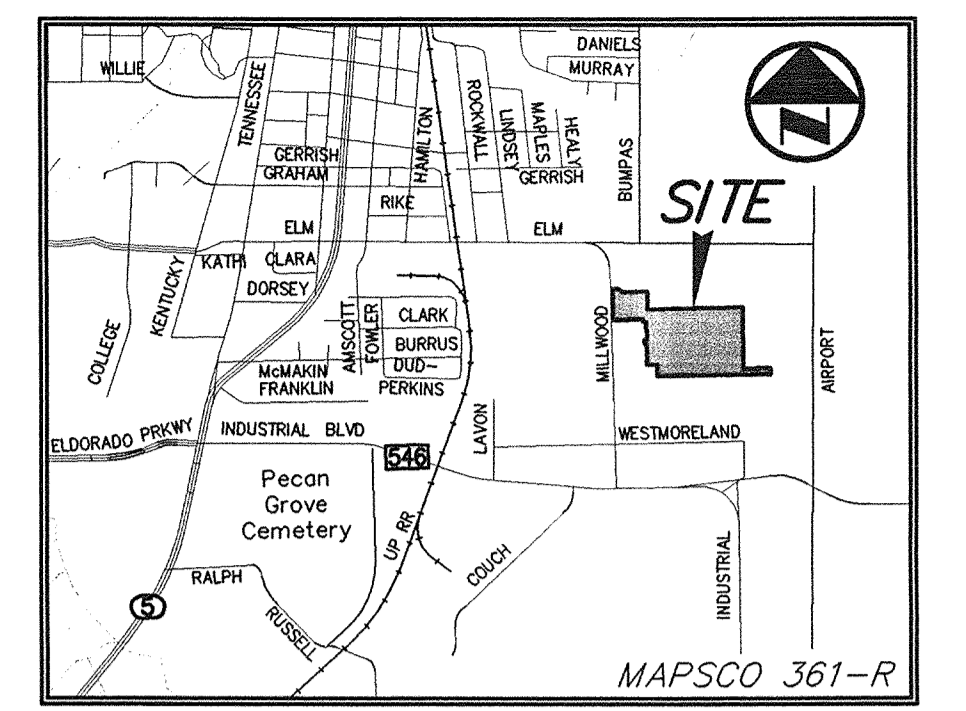 DANIELS
WILLIE
MURRAY
TENNESSEE
HAMILTON
ROCKWALL
LINDSEY
MAPLES
HEALY
BUMPAS
N
GERRISH
GRAHAM
GERRISH
RIKE
SITE
ELM
ELM
KATHI CLARA
DORSEY
KENTUCKY
COLLEGE
AMSCOTT
FOWLER
CLARK
BURRUS
DUD-
PERKINS
McMAKIN
FRANKLIN
MILLWOOD
AIRPORT
ELDORADO PRKWY
INDUSTRIAL BLVD
546
LAVON
WESTMORELAND
Pecan
Grove
Cemetery
UP RR
COUCH
INDUSTRIAL
RALPH
RUSSELL
5
MAPSCO 361-R